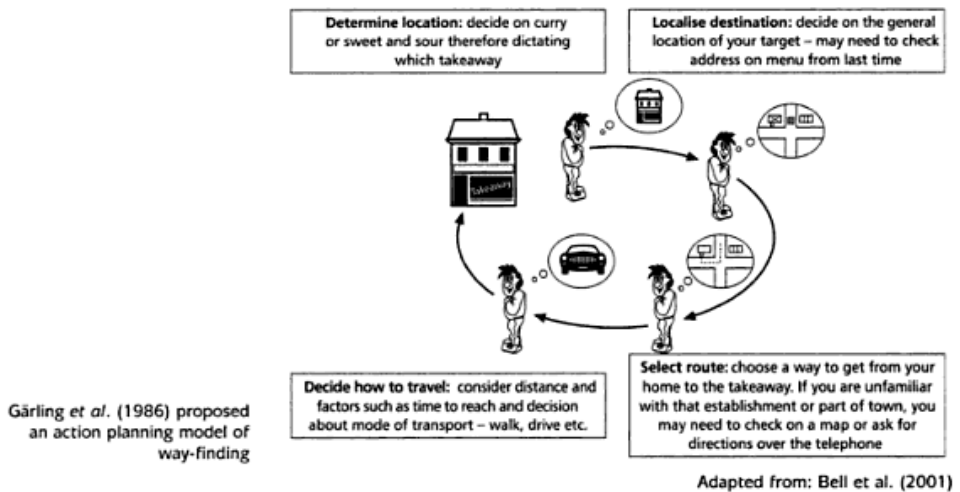 Determine location: decide on curry
or sweet and sour therefore dictating
which takeaway
Localise destination: decide on the general
location of your target – may need to check
address on menu from last time
Takeaway
Decide how to travel: consider distance and
factors such as time to reach and decision
about mode of transport – walk, drive etc.
Select route: choose a way to get from your
home to the takeaway. If you are unfamiliar
with that establishment or part of town, you
may need to check on a map or ask for
directions over the telephone
Gärling et al. (1986) proposed
an action planning model of
way-finding
Adapted from: Bell et al. (2001)